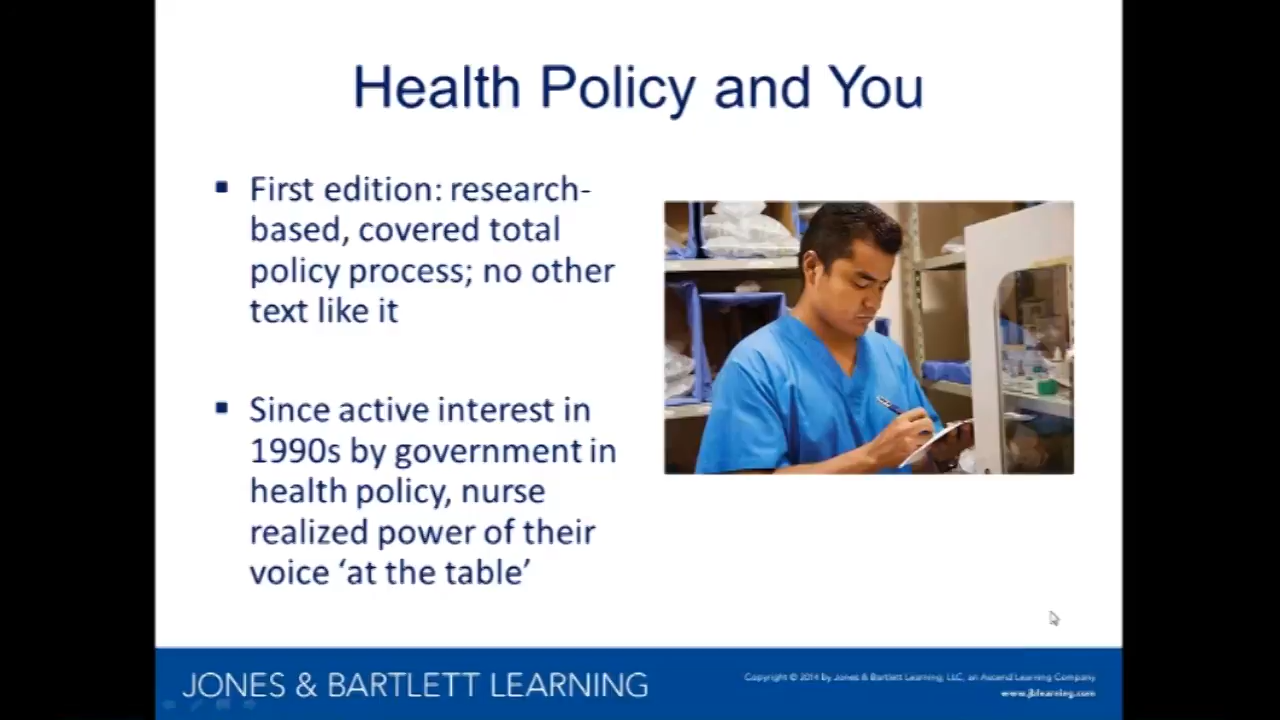 Health Policy and You
▪ First edition: research-
based, covered total
policy process; no other
text like it
▪ Since active interest in
1990s by government in
health policy, nurse
realized power of their
voice ‘at the table’
JONES & BARTLETT LEARNING
Copyright © 2014 by Jones & Bartlett Learning, LLC, an Ascend Learning Company
www.jblearning.com